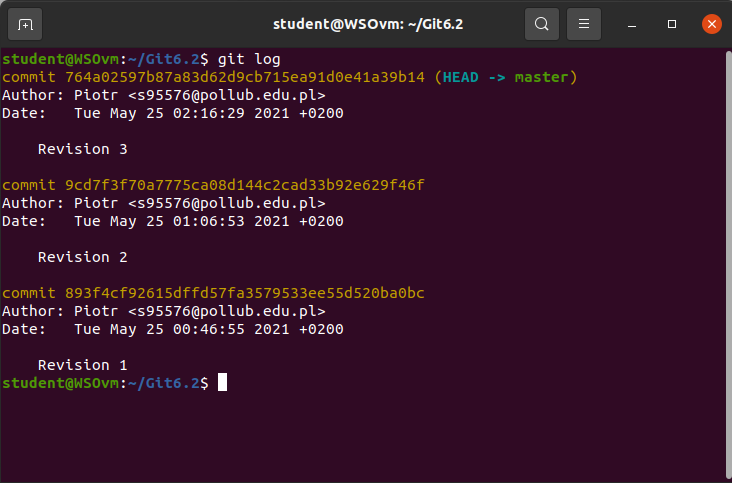 student@WSOvm: ~/Git6.2
student@WSOvm:~/Git6.2$ git log
commit 764a02597b87a83d62d9cb715ea91d0e41a39b14 (HEAD -> master)
Author: Piotr <s95576@pollub.edu.pl>
Date:   Tue May 25 02:16:29 2021 +0200
    Revision 3
commit 9cd7f3f70a7775ca08d144c2cad33b92e629f46f
Author: Piotr <s95576@pollub.edu.pl>
Date:   Tue May 25 01:06:53 2021 +0200
    Revision 2
commit 893f4cf92615dffd57fa3579533ee55d520ba0bc
Author: Piotr <s95576@pollub.edu.pl>
Date:   Tue May 25 00:46:55 2021 +0200
    Revision 1
student@WSOvm:~/Git6.2$